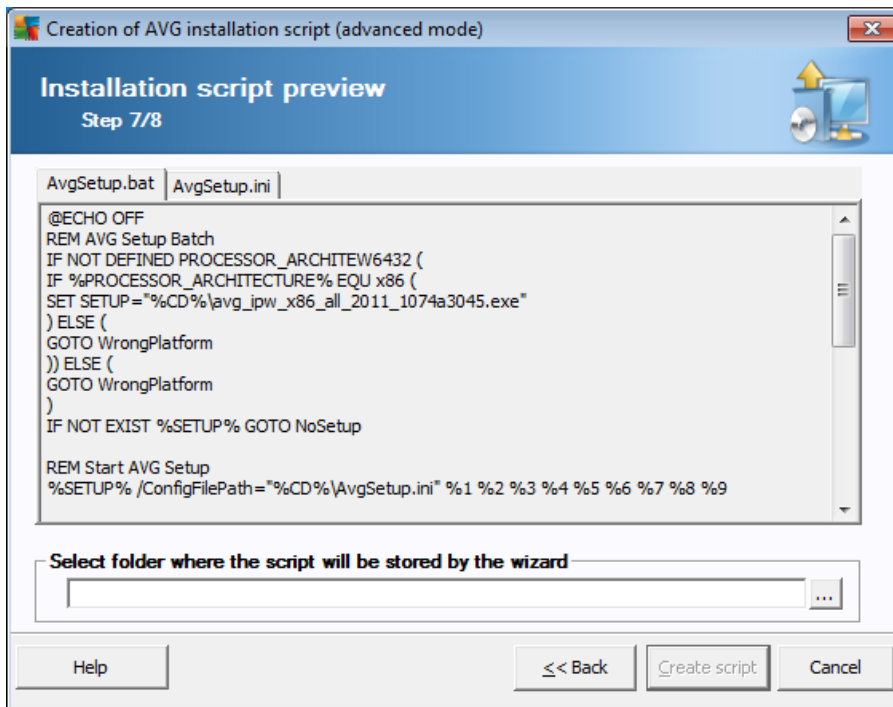 Creation of AVG installation script (advanced mode)
Installation script preview
Step 7/8
AvgSetup.bat
AvgSetup.ini
@ECHO OFF
REM AVG Setup Batch
IF NOT DEFINED PROCESSOR_ARCHITEW6432 (
IF %PROCESSOR_ARCHITECTURE% EQU x86 (
SET SETUP="%CD%\avg_ipw_x86_all_2011_1074a3045.exe"
) ELSE (
GOTO WrongPlatform
)) ELSE (
GOTO WrongPlatform
)
IF NOT EXIST %SETUP% GOTO NoSetup
REM Start AVG Setup
%SETUP% /ConfigFilePath="%CD%\AvgSetup.ini" %1 %2 %3 %4 %5 %6 %7 %8 %9
Select folder where the script will be stored by the wizard
...
Help
<< Back
Create script
Cancel